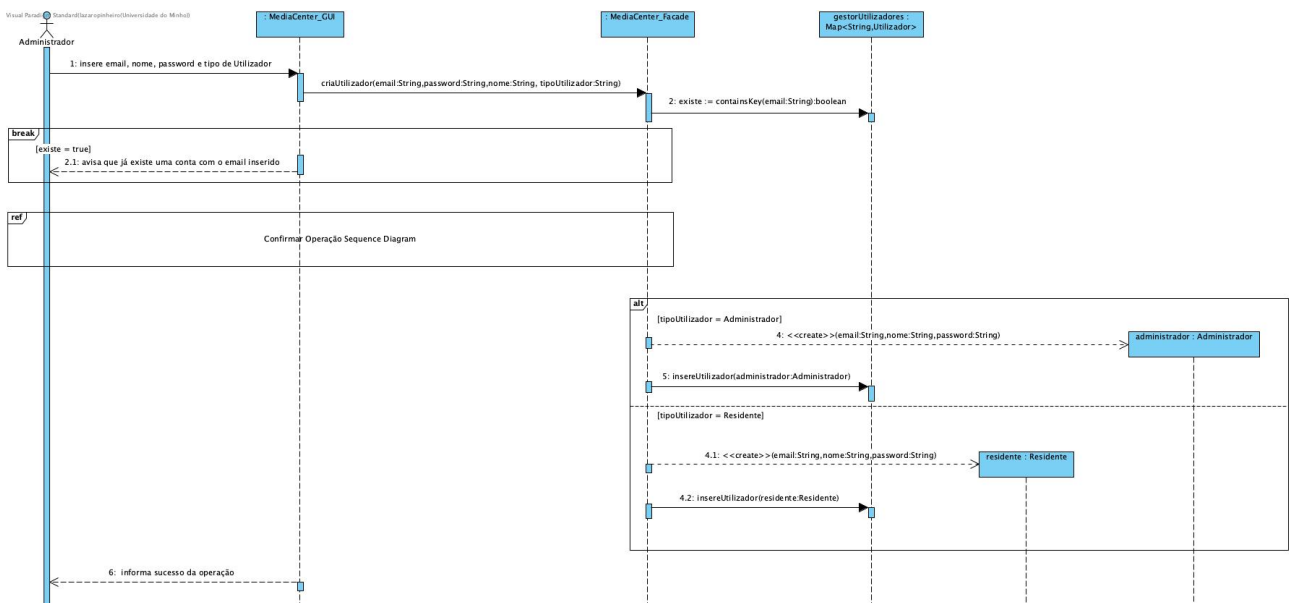 Visual Paradigm Standard(lazaropinheiro(Universidade do Minho))
Administrador
: MediaCenter_GUI
: MediaCenter_Facade
gestorUtilizadores :
Map<String,Utilizador>
1: insere email, nome, password e tipo de Utilizador
criaUtilizador(email:String,password:String,nome:String, tipoUtilizador:String)
2: existe := containsKey(email:String):boolean
break
[existe = true]
2.1: avisa que já existe uma conta com o email inserido
ref
Confirmar Operação Sequence Diagram
alt
[tipoUtilizador = Administrador]
4: <<create>>(email:String,nome:String,password:String)
administrador : Administrador
5: insereUtilizador(administrador:Administrador)
[tipoUtilizador = Residente]
4.1: <<create>>(email:String,nome:String,password:String)
residente : Residente
4.2: insereUtilizador(residente:Residente)
6: informa sucesso da operação